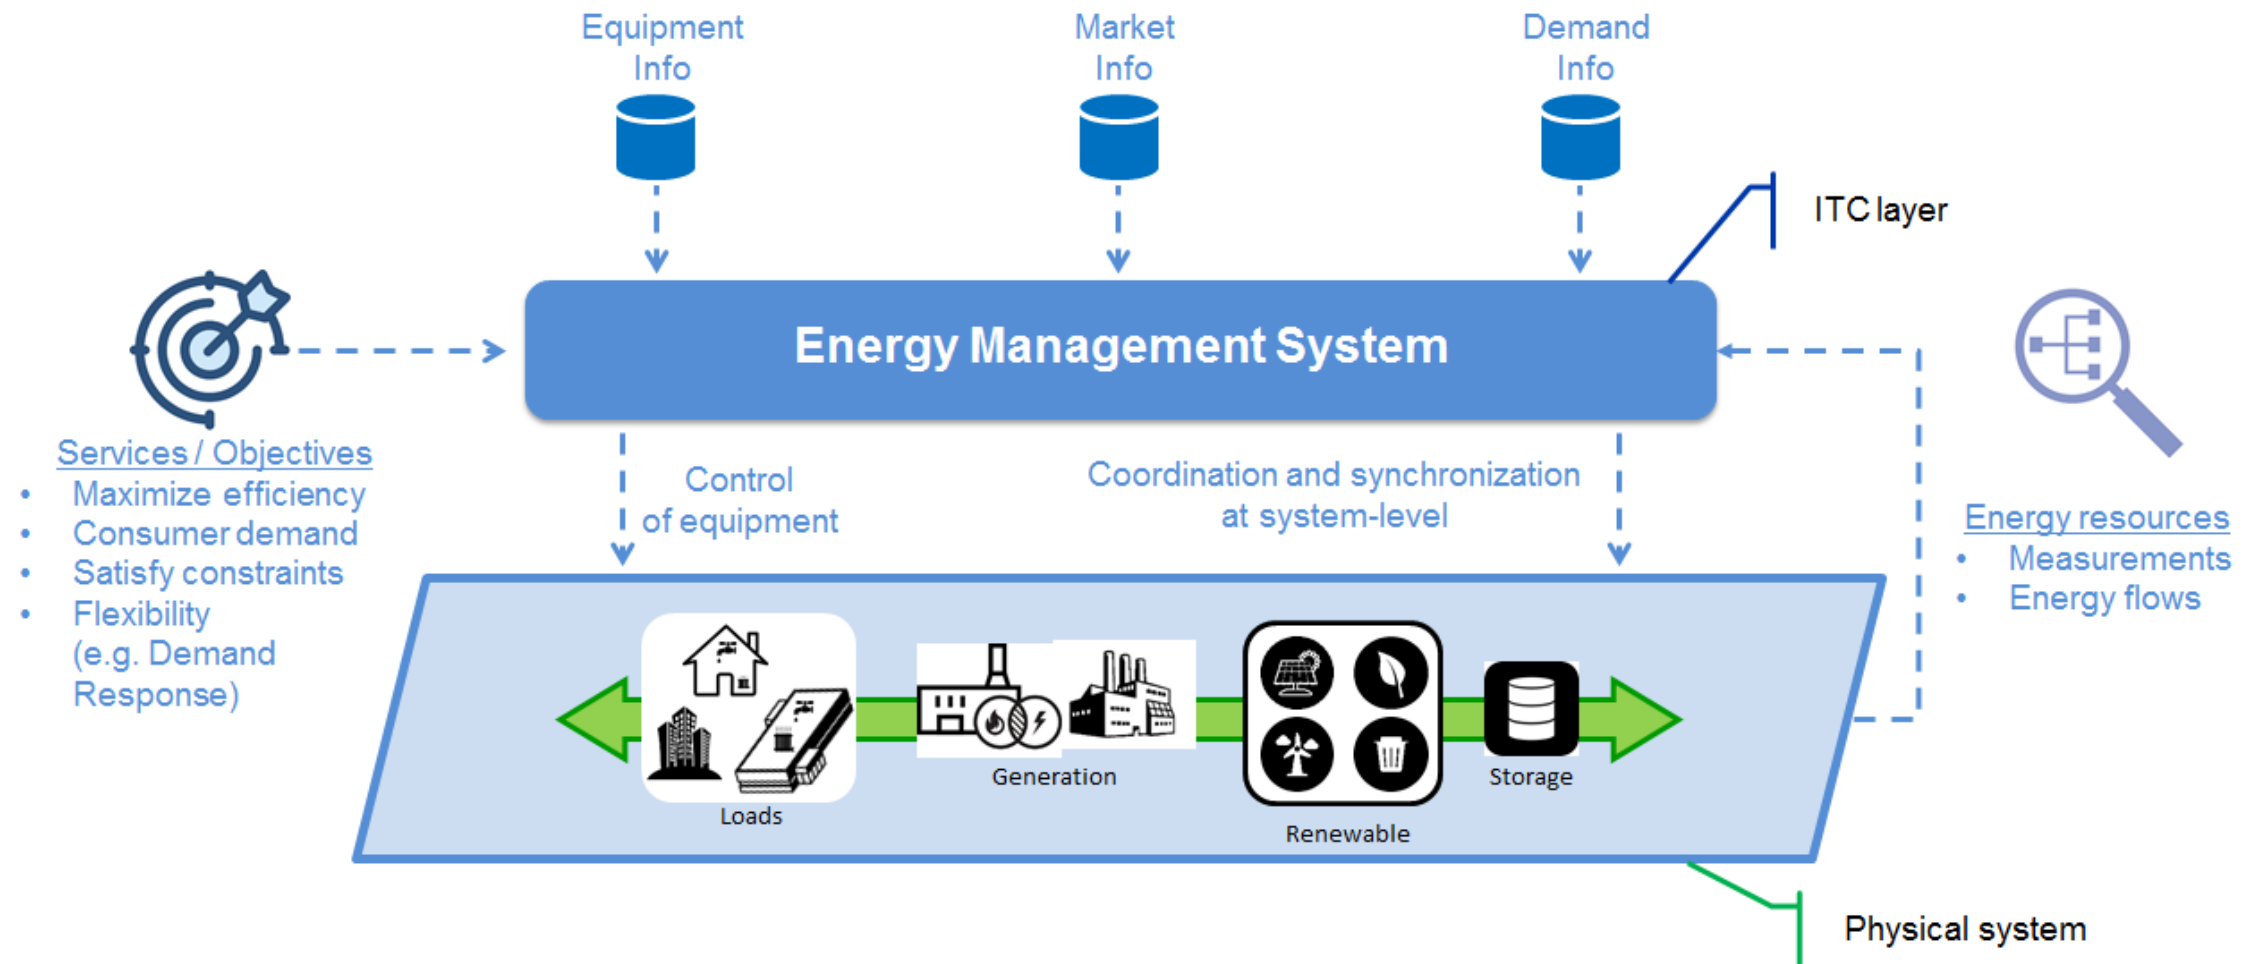 Equipment
Info
Market
Info
Demand
Info
ITC layer
Energy Management System
Services / Objectives
• Maximize efficiency
• Consumer demand
• Satisfy constraints
• Flexibility
(e.g. Demand
Response)
Control
of equipment
Coordination and synchronization
at system-level
Energy resources
• Measurements
• Energy flows
Loads
Generation
Renewable
Storage
Physical system